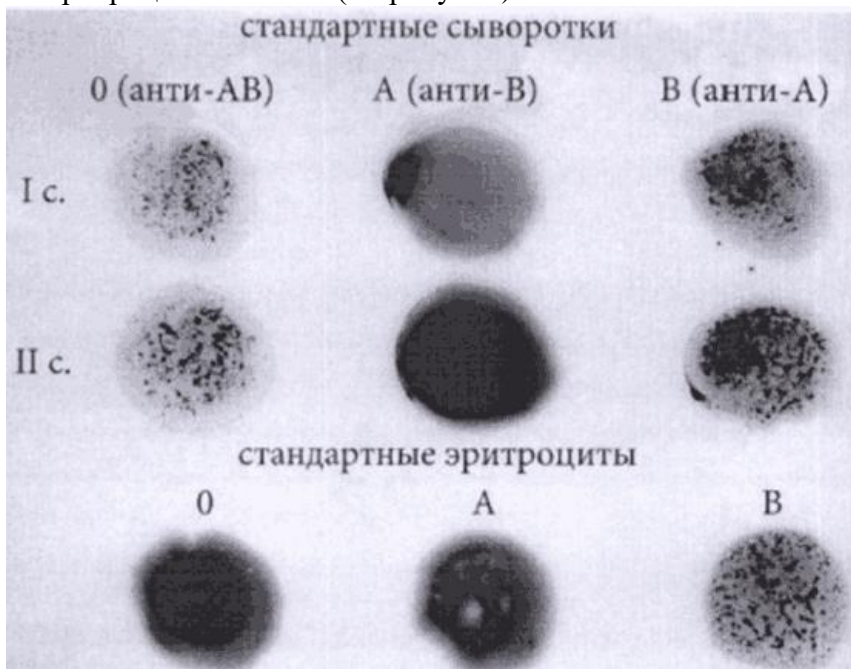 стандартные сыворотки
0 (анти-АВ) А (анти-В) В (анти-А)
I с.
II с.
стандартные эритроциты
0 А В